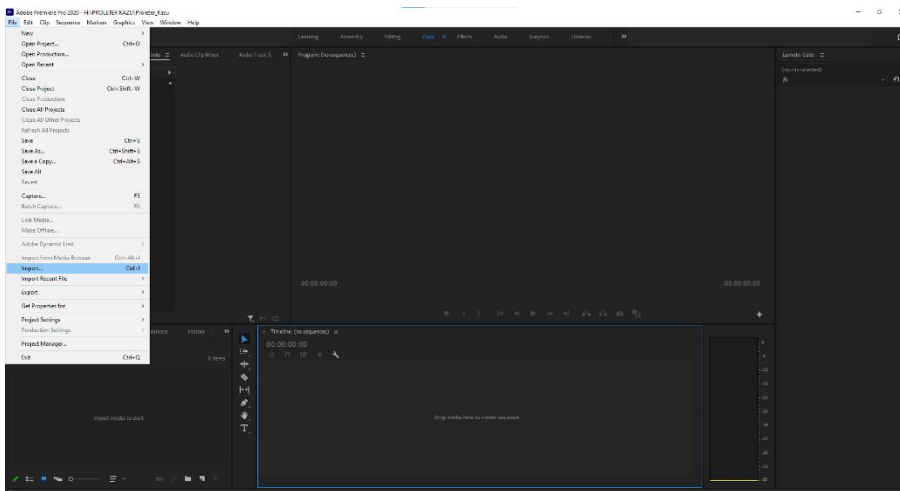 Adobe Premiere Pro 2020 - H:\PROLETER KAZU\Proleter_Kazu
File Edit Clip Sequence Markers Graphics View Window Help
Learning Assembly Editing Color Effects Audio Graphics Libraries
New
Open Project... Ctrl+O
Open Production...
Open Recent
Close Ctrl+W
Close Project Ctrl+Shift+W
Close Production
Close All Projects
Close All Other Projects
Refresh All Projects
Save Ctrl+S
Save As... Ctrl+Shift+S
Save a Copy... Ctrl+Alt+S
Save All
Revert
Capture... F5
Batch Capture... F6
Link Media...
Make Offline...
Adobe Dynamic Link
Import from Media Browser Ctrl+Alt+I
Import... Ctrl+I
Import Recent File
Export
Get Properties for
Project Settings
Production Settings
Project Manager...
Exit Ctrl+Q
Audio Clip Mixer Audio Track
Program: (no sequences)
00:00:00:00 00:00:00:00
Lumetri Color
(no clip selected)
fx
History
0 Items
Import media to start
Timeline: (no sequences)
00:00:00:00
Drop media here to create sequence.